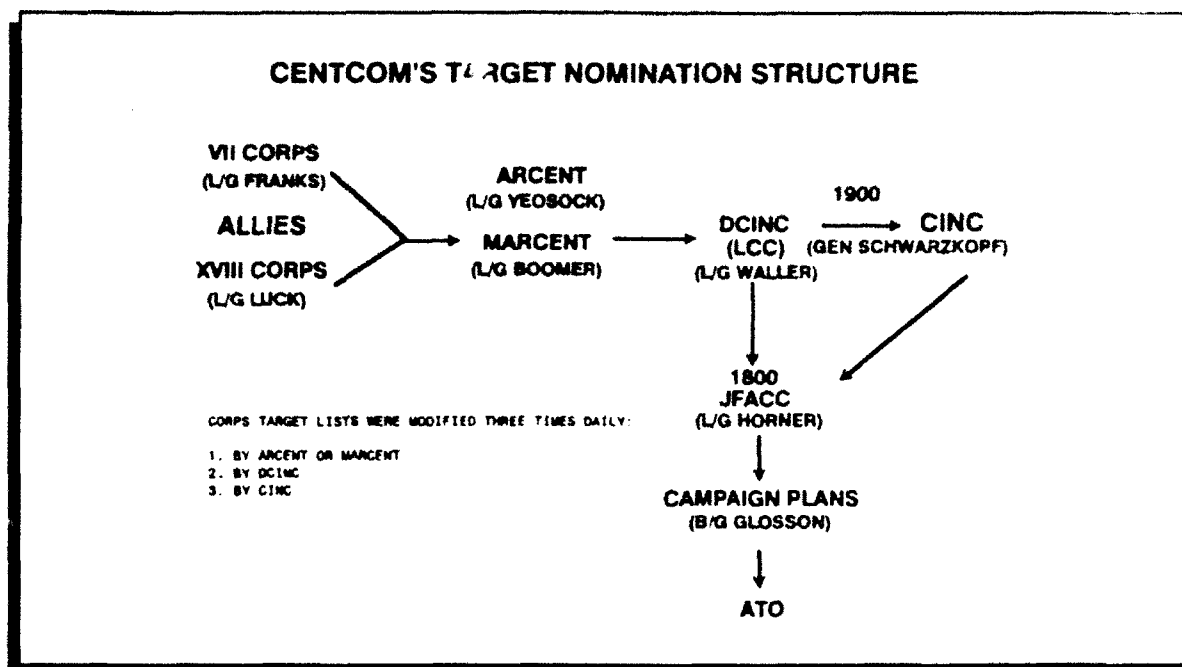 CENTCOM'S TARGET NOMINATION STRUCTURE
VII CORPS
(L/G FRANKS)
ALLIES
XVIII CORPS
(L/G LUCK)
ARCENT
(L/G YEOSOCK)
MARCENT
(L/G BOOMER)
DCINC
(LCC)
(L/G WALLER)
1900
CINC
(GEN SCHWARZKOPF)
1800
JFACC
(L/G HORNER)
CORPS TARGET LISTS WERE MODIFIED THREE TIMES DAILY:
1. BY ARCENT OR MARCENT
2. BY DCINC
3. BY CINC
CAMPAIGN PLANS
(B/G GLOSSON)
ATO